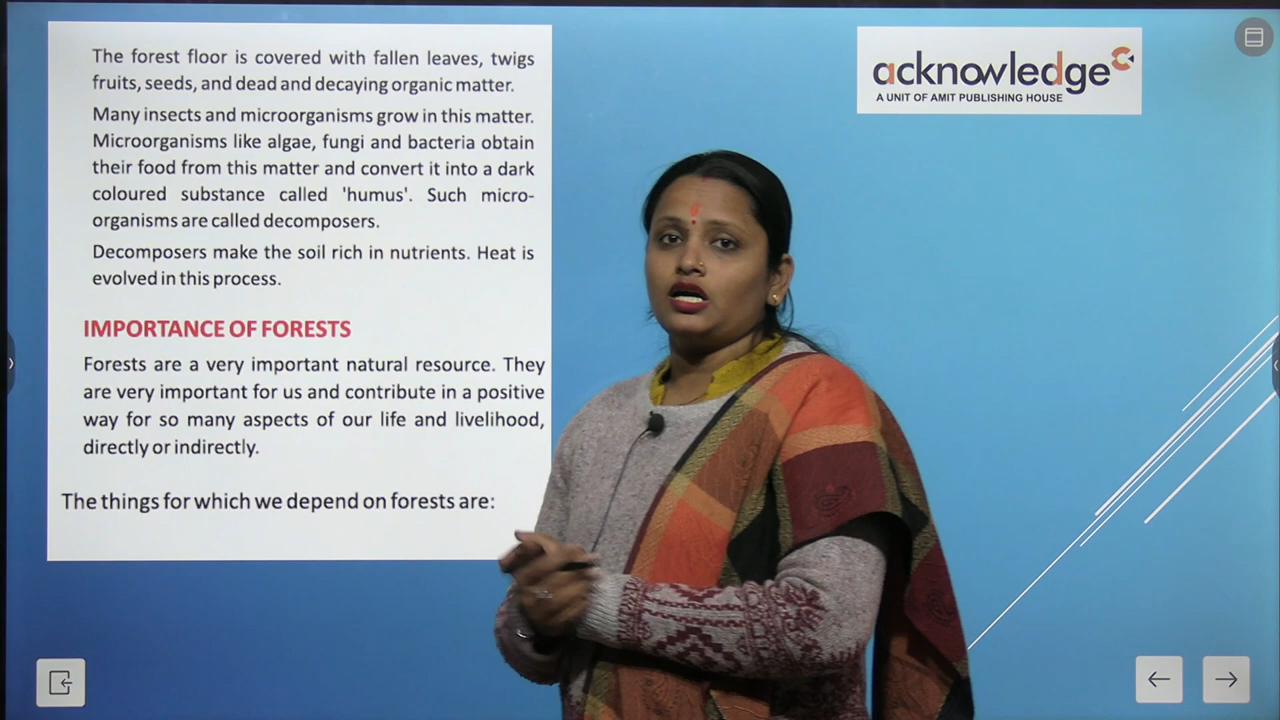 The forest floor is covered with fallen leaves, twigs
fruits, seeds, and dead and decaying organic matter.
Many insects and microorganisms grow in this matter.
Microorganisms like algae, fungi and bacteria obtain
their food from this matter and convert it into a dark
coloured substance called 'humus'. Such micro-
organisms are called decomposers.
Decomposers make the soil rich in nutrients. Heat is
evolved in this process.
IMPORTANCE OF FORESTS
Forests are a very important natural resource. They
are very important for us and contribute in a positive
way for so many aspects of our life and livelihood,
directly or indirectly.
The things for which we depend on forests are:
acknowledge
A UNIT OF AMIT PUBLISHING HOUSE